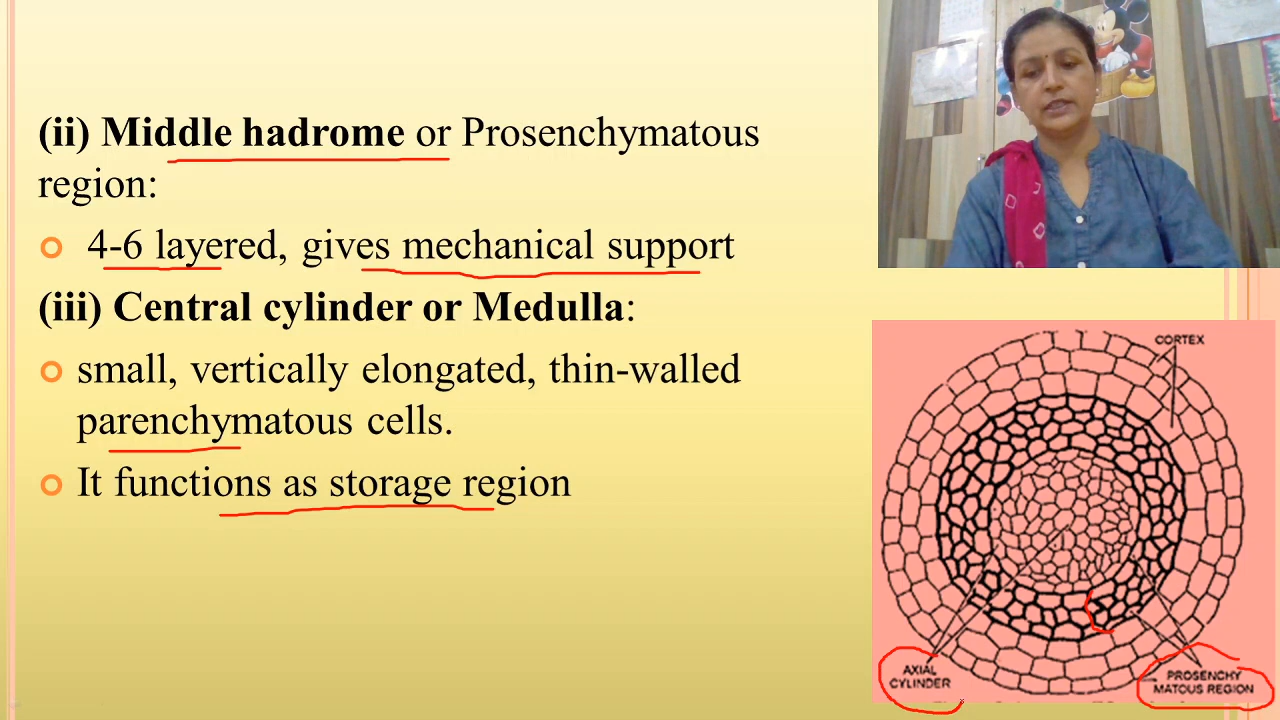 (ii) Middle hadrome or Prosenchymatous
region:
4-6 layered, gives mechanical support
(iii) Central cylinder or Medulla:
small, vertically elongated, thin-walled
parenchymatous cells.
It functions as storage region
CORTEX
AXIAL
CYLINDER
PROSENCHY
MATOUS REGION